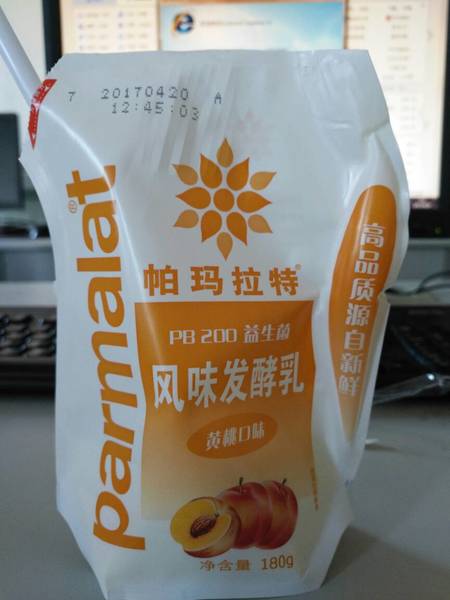 7 20170420 A
12:45:03
parmalat®
帕玛拉特®
PB 200 益生菌
风味发酵乳
黄桃口味
净含量 180g
高品质源自新鲜